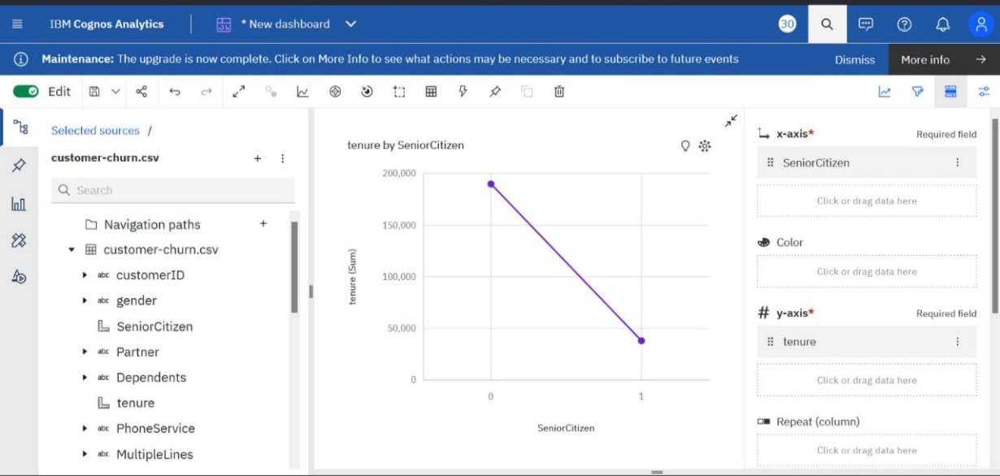 IBM Cognos Analytics
* New dashboard
30
Maintenance: The upgrade is now complete. Click on More Info to see what actions may be necessary and to subscribe to future events
Dismiss
More info
Edit
Selected sources /
customer-churn.csv
Search
Navigation paths
customer-churn.csv
abc customerID
abc gender
SeniorCitizen
abc Partner
abc Dependents
tenure
abc PhoneService
abc MultipleLines
tenure by SeniorCitizen
tenure (Sum)
200,000
150,000
100,000
50,000
0
0
1
SeniorCitizen
x-axis*
Required field
SeniorCitizen
Click or drag data here
Color
Click or drag data here
# y-axis*
Required field
tenure
Click or drag data here
Repeat (column)
Click or drag data here